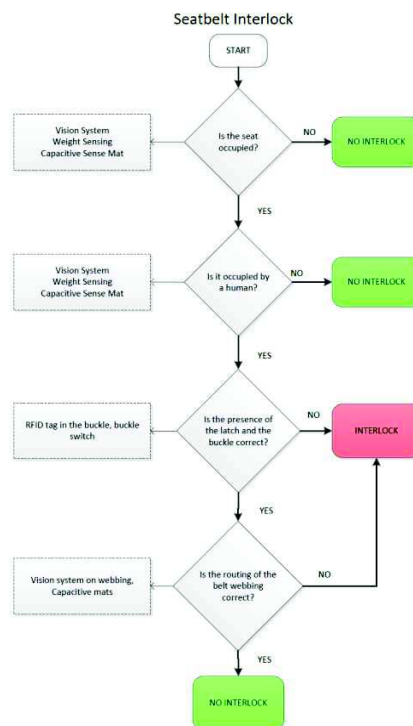 Seatbelt Interlock
START
Vision System
Weight Sensing
Capacitive Sense Mat
Is the seat
occupied?
NO
NO INTERLOCK
YES
Vision System
Weight Sensing
Capacitive Sense Mat
Is it occupied by
a human?
NO
NO INTERLOCK
YES
RFID tag in the buckle, buckle
switch
Is the presence of
the latch and the
buckle correct?
NO
INTERLOCK
YES
Vision system on webbing,
Capacitive mats
Is the routing of the
belt webbing
correct?
NO
YES
NO INTERLOCK